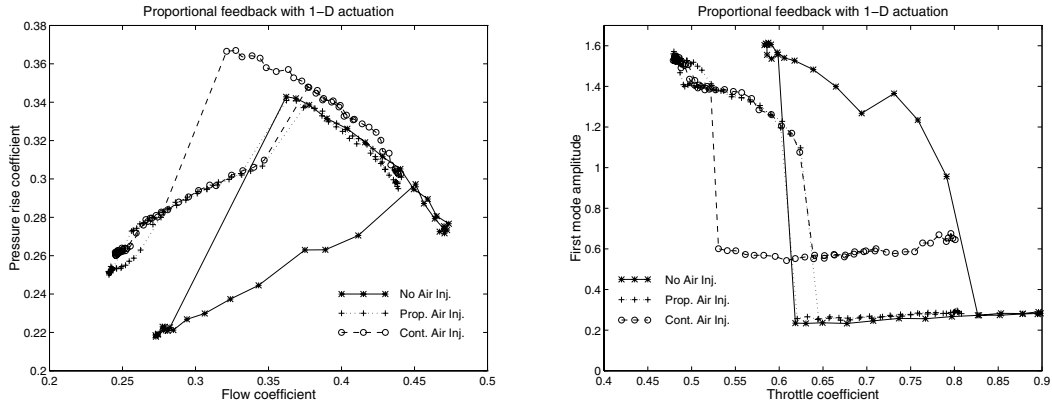 Proportional feedback with 1−D actuation
0.38
0.36
0.34
0.32
0.3
0.28
0.26
0.24
0.22
0.2
Pressure rise coefficient
No Air Inj.
Prop. Air Inj.
Cont. Air Inj.
0.2 0.25 0.3 0.35 0.4 0.45 0.5
Flow coefficient
Proportional feedback with 1−D actuation
1.6
1.4
1.2
1
0.8
0.6
0.4
0.2
0
First mode amplitude
No Air Inj.
Prop. Air Inj.
Cont. Air Inj.
0.4 0.45 0.5 0.55 0.6 0.65 0.7 0.75 0.8 0.85 0.9
Throttle coefficient